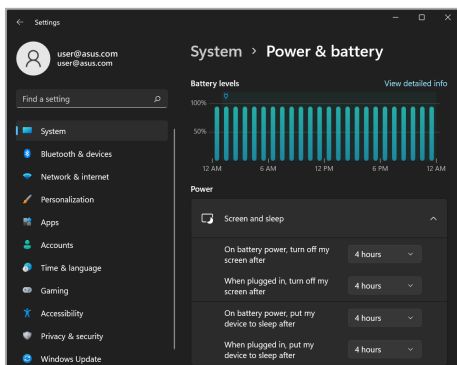 Settings
user@asus.com
user@asus.com
Find a setting
System
Bluetooth & devices
Network & internet
Personalization
Apps
Accounts
Time & language
Gaming
Accessibility
Privacy & security
Windows Update
System > Power & battery
Battery levels
View detailed info
100%
50%
12 AM 6 AM 12 PM 6 PM 12 AM
Power
Screen and sleep
On battery power, turn off my
screen after
4 hours
When plugged in, turn off my
screen after
4 hours
On battery power, put my
device to sleep after
4 hours
When plugged in, put my
device to sleep after
4 hours